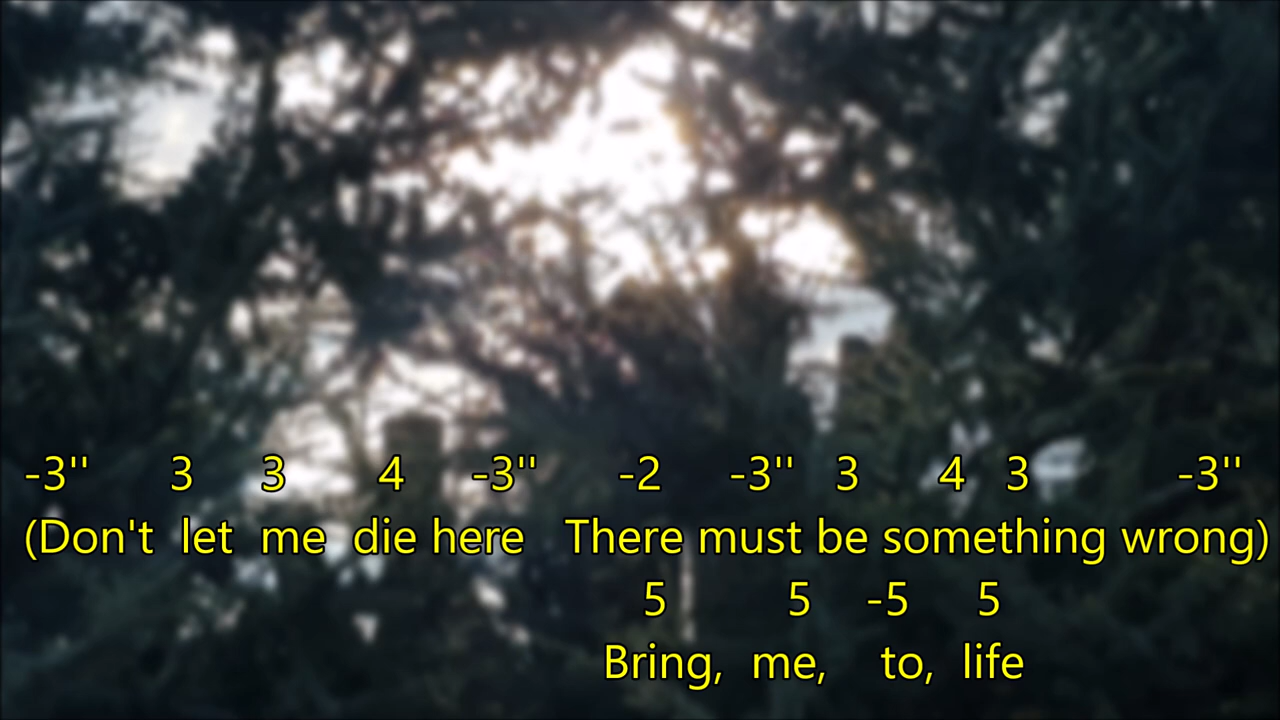 -3'' 3 3 4 -3'' -2 -3'' 3 4 3 -3''
(Don't let me die here There must be something wrong)
5 5 -5 5
Bring, me, to, life